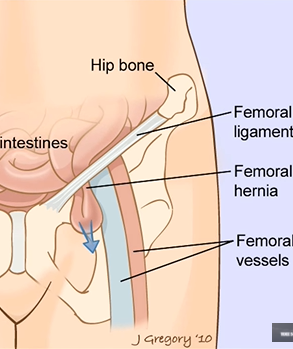 Hip bone
Femoral
ligament
intestines
Femoral
hernia
Femoral
vessels
J Gregory '10